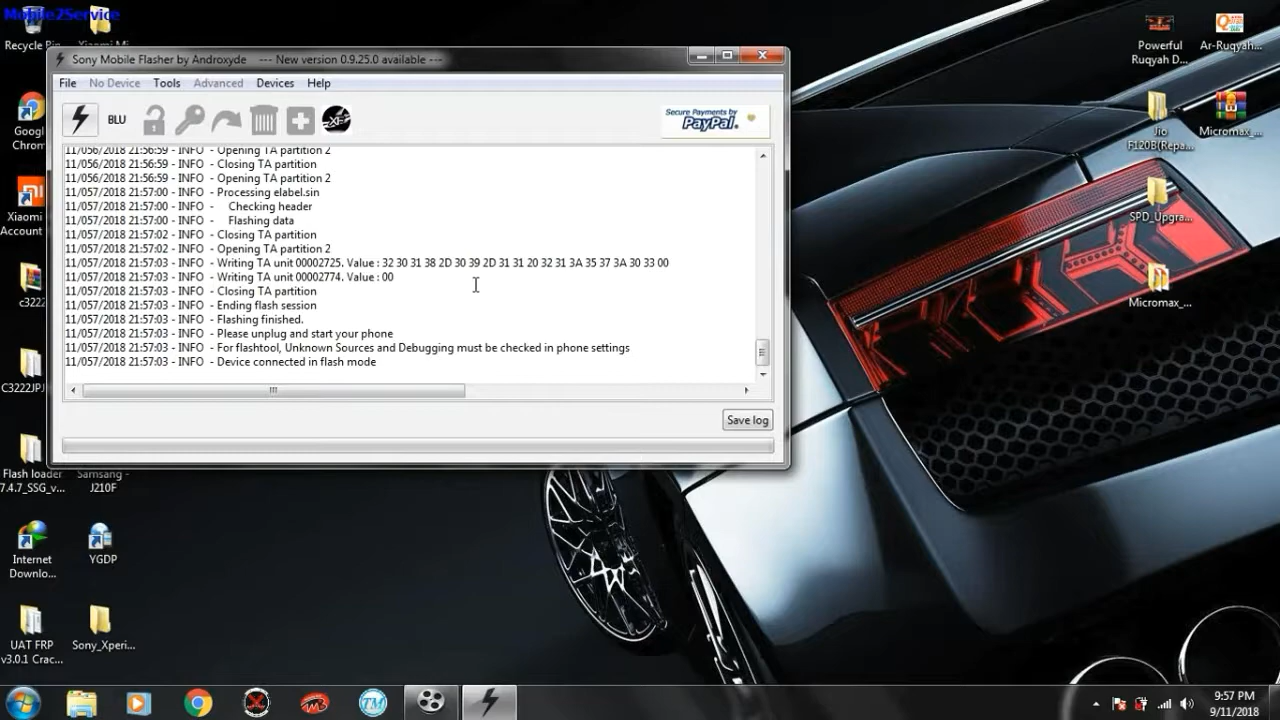 Mobile2Service
Recycle Bin
Xiaomi Mi
Sony Mobile Flasher by Androxyde --- New version 0.9.25.0 available ---
File No Device Tools Advanced Devices Help
BLU
Secure Payments by
PayPal
11/056/2018 21:56:59 - INFO - Opening TA partition 2
11/056/2018 21:56:59 - INFO - Closing TA partition
11/056/2018 21:56:59 - INFO - Opening TA partition 2
11/057/2018 21:57:00 - INFO - Processing elabel.sin
11/057/2018 21:57:00 - INFO - Checking header
11/057/2018 21:57:00 - INFO - Flashing data
11/057/2018 21:57:02 - INFO - Closing TA partition
11/057/2018 21:57:02 - INFO - Opening TA partition 2
11/057/2018 21:57:03 - INFO - Writing TA unit 00002725. Value : 32 30 31 38 2D 30 39 2D 31 31 20 32 31 3A 35 37 3A 30 33 00
11/057/2018 21:57:03 - INFO - Writing TA unit 00002774. Value : 00
11/057/2018 21:57:03 - INFO - Closing TA partition
11/057/2018 21:57:03 - INFO - Ending flash session
11/057/2018 21:57:03 - INFO - Flashing finished.
11/057/2018 21:57:03 - INFO - Please unplug and start your phone
11/057/2018 21:57:03 - INFO - For flashtool, Unknown Sources and Debugging must be checked in phone settings
11/057/2018 21:57:03 - INFO - Device connected in flash mode
Save log
Googl
Chrom
Xiaomi
Account
c3222
C3222JPJ
Flash loader
7.4.7_SSG_v...
Samsung -
J210F
Internet
Downlo...
YGDP
UAT FRP
v3.0.1 Crac...
Sony_Xperi...
Powerful
Ruqyah D...
Ar-Ruqyah...
Jio
F120B(Repa...
Micromax_...
SPD_Upgra...
Micromax_...
9:57 PM
9/11/2018